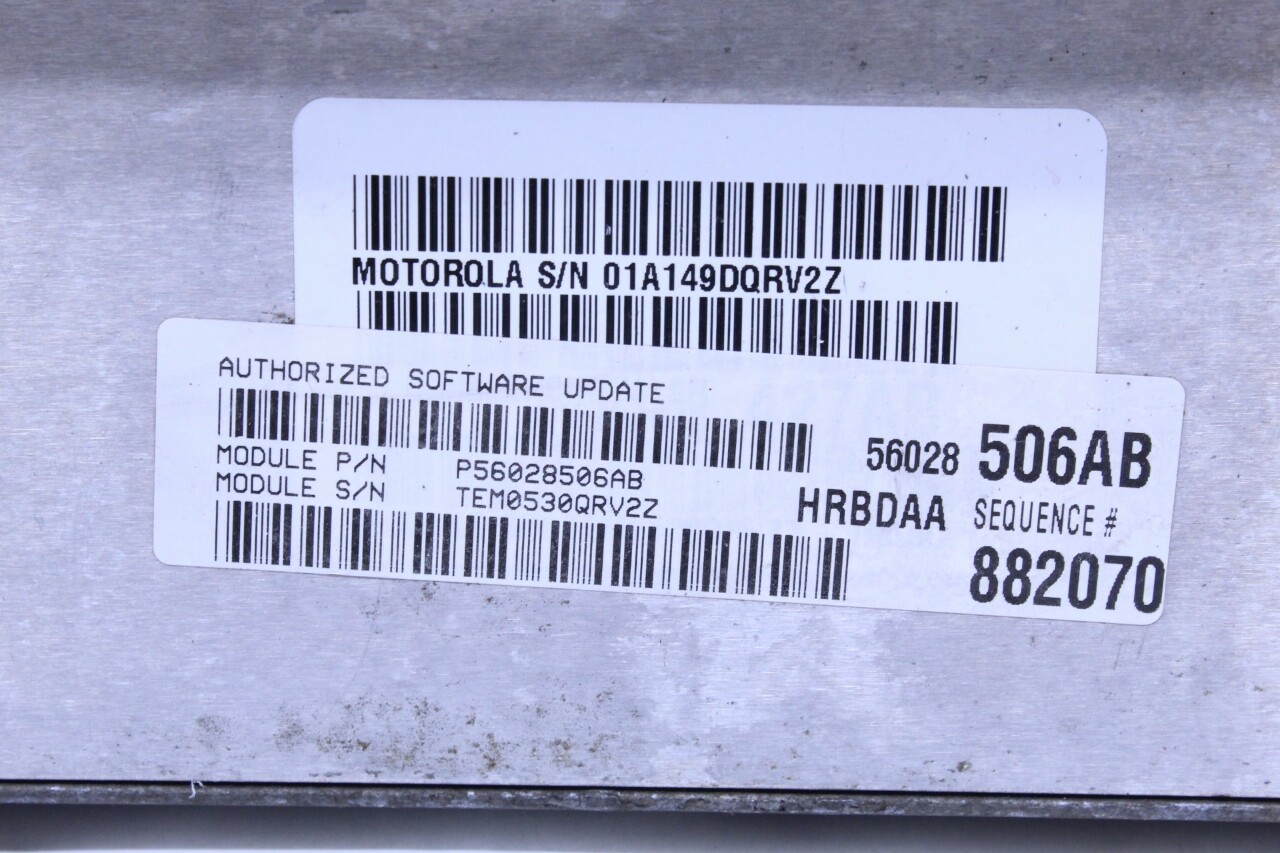 MOTOROLA S/N 01A149DQRV2Z
AUTHORIZED SOFTWARE UPDATE
MODULE P/N P56028506AB
MODULE S/N TEM0530QRV2Z
56028 506AB
HRBDAA SEQUENCE #
882070